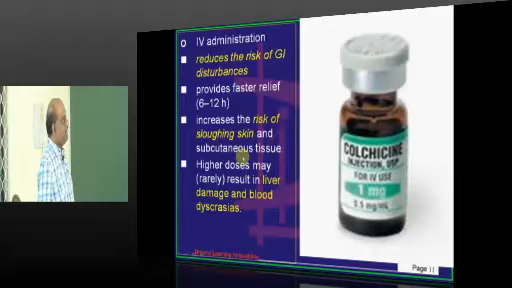 IV administration
reduces the risk of GI
disturbances
provides faster relief
(6–12 h)
increases the risk of
sloughing skin and
subcutaneous tissue
Higher doses may
(rarely) result in liver
damage and blood
dyscrasias.
COLCHICINE
INJECTION, USP
FOR IV USE
1 mg
0.5 mg/mL
Page 11